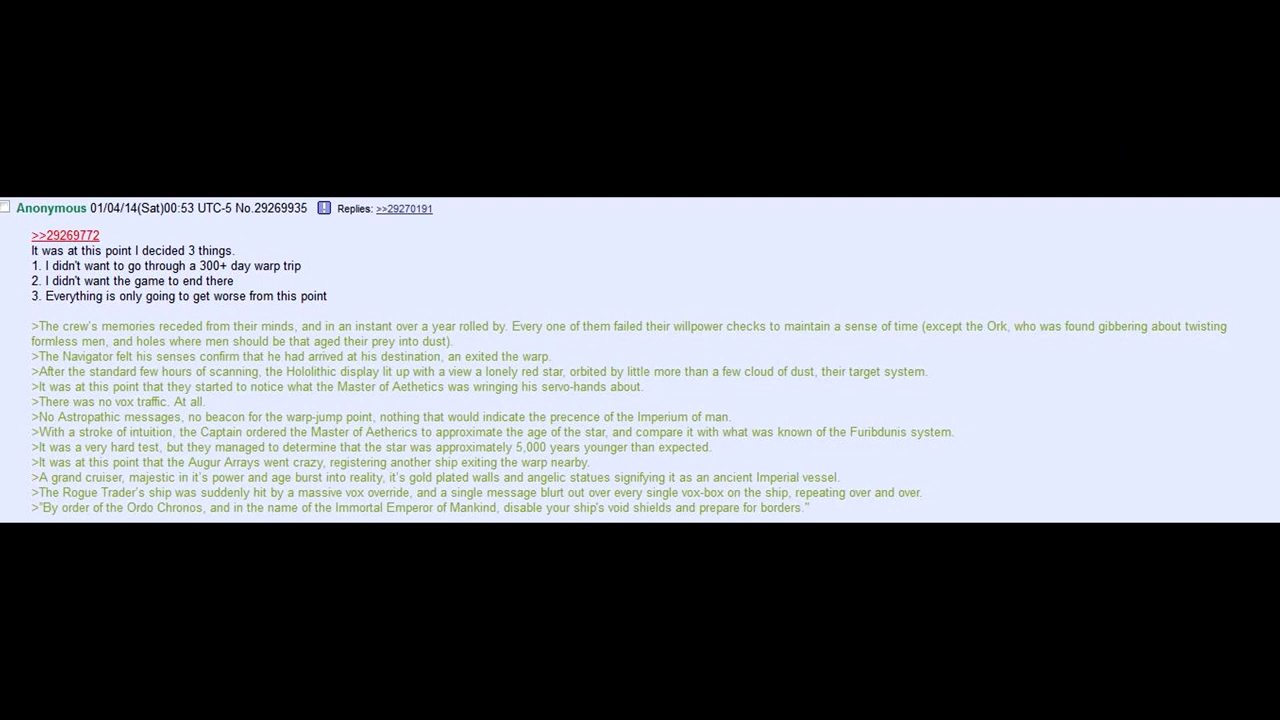 Anonymous 01/04/14(Sat)00:53 UTC-5 No.29269935 Replies: >>29270191
>>29269772
It was at this point I decided 3 things.
1. I didn't want to go through a 300+ day warp trip
2. I didn't want the game to end there
3. Everything is only going to get worse from this point
>The crew's memories receded from their minds, and in an instant over a year rolled by. Every one of them failed their willpower checks to maintain a sense of time (except the Ork, who was found gibbering about twisting
formless men, and holes where men should be that aged their prey into dust).
>The Navigator felt his senses confirm that he had arrived at his destination, an exited the warp.
>After the standard few hours of scanning, the Hololithic display lit up with a view a lonely red star, orbited by little more than a few cloud of dust, their target system.
>It was at this point that they started to notice what the Master of Aethetics was wringing his servo-hands about.
>There was no vox traffic. At all.
>No Astropathic messages, no beacon for the warp-jump point, nothing that would indicate the precence of the Imperium of man.
>With a stroke of intuition, the Captain ordered the Master of Aetherics to approximate the age of the star, and compare it with what was known of the Furibdunis system.
>It was a very hard test, but they managed to determine that the star was approximately 5,000 years younger than expected.
>It was at this point that the Augur Arrays went crazy, registering another ship exiting the warp nearby.
>A grand cruiser, majestic in it's power and age burst into reality, it's gold plated walls and angelic statues signifying it as an ancient Imperial vessel.
>The Rogue Trader's ship was suddenly hit by a massive vox override, and a single message blurt out over every single vox-box on the ship, repeating over and over.
>"By order of the Ordo Chronos, and in the name of the Immortal Emperor of Mankind, disable your ship's void shields and prepare for borders."